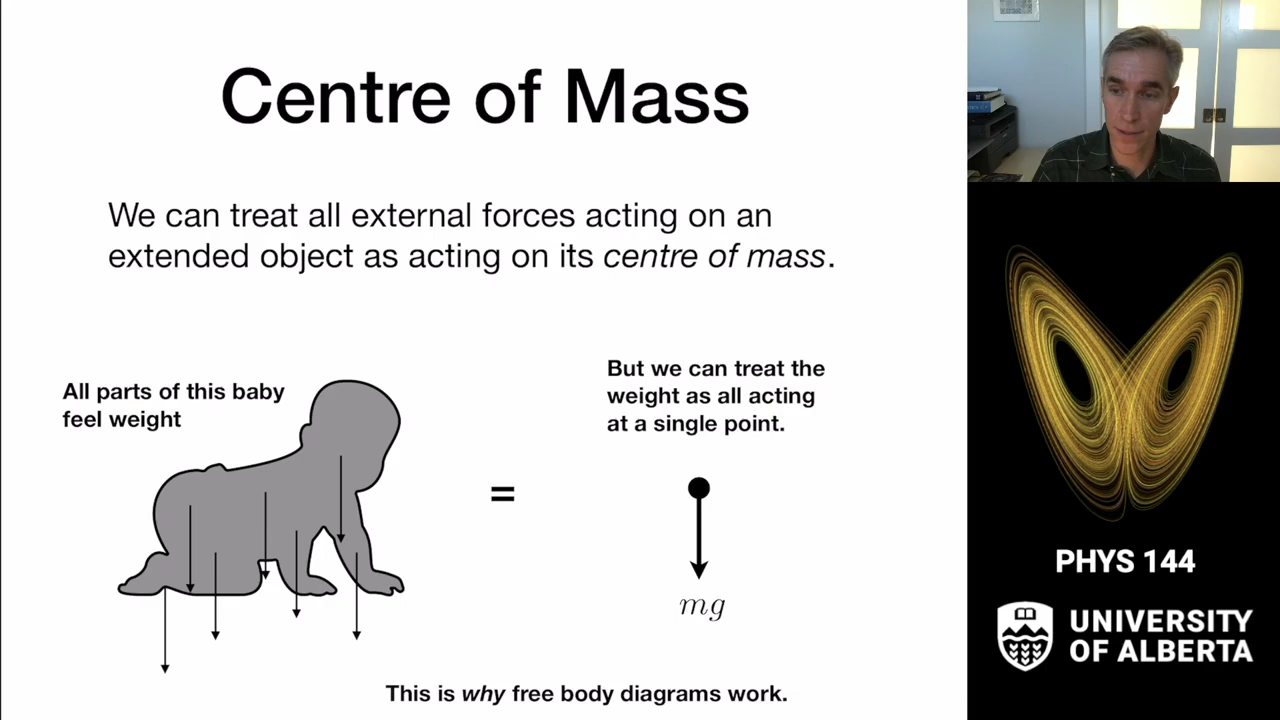 Centre of Mass
We can treat all external forces acting on an
extended object as acting on its centre of mass.
All parts of this baby
feel weight
=
But we can treat the
weight as all acting
at a single point.
mg
This is why free body diagrams work.
PHYS 144
UNIVERSITY
OF ALBERTA